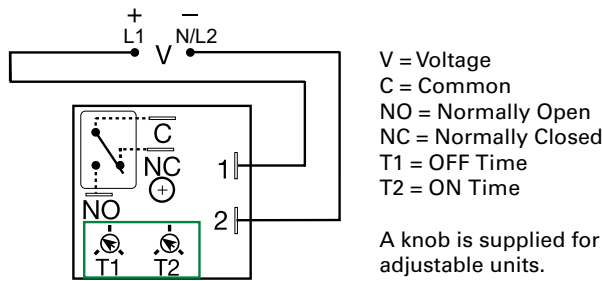 + −
L1 V N/L2
C
NC
NO
1
2
T1 T2
V = Voltage
C = Common
NO = Normally Open
NC = Normally Closed
T1 = OFF Time
T2 = ON Time
A knob is supplied for
adjustable units.